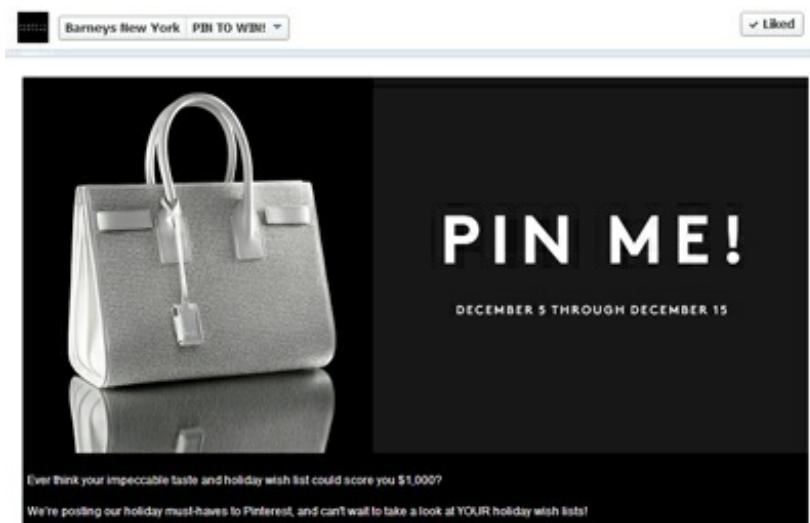 Barneys New York PIN TO WIN!
Liked
PIN ME!
DECEMBER 5 THROUGH DECEMBER 15
Ever think your impeccable taste and holiday wish list could score you $1,000?
We're posting our holiday must-haves to Pinterest, and can't wait to take a look at YOUR holiday wish lists!